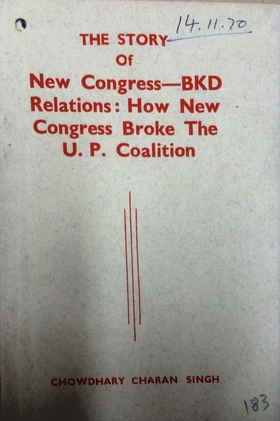 14.11.70
THE STORY
Of
New Congress—BKD
Relations: How New
Congress Broke The
U. P. Coalition
CHOWDHARY CHARAN SINGH
183